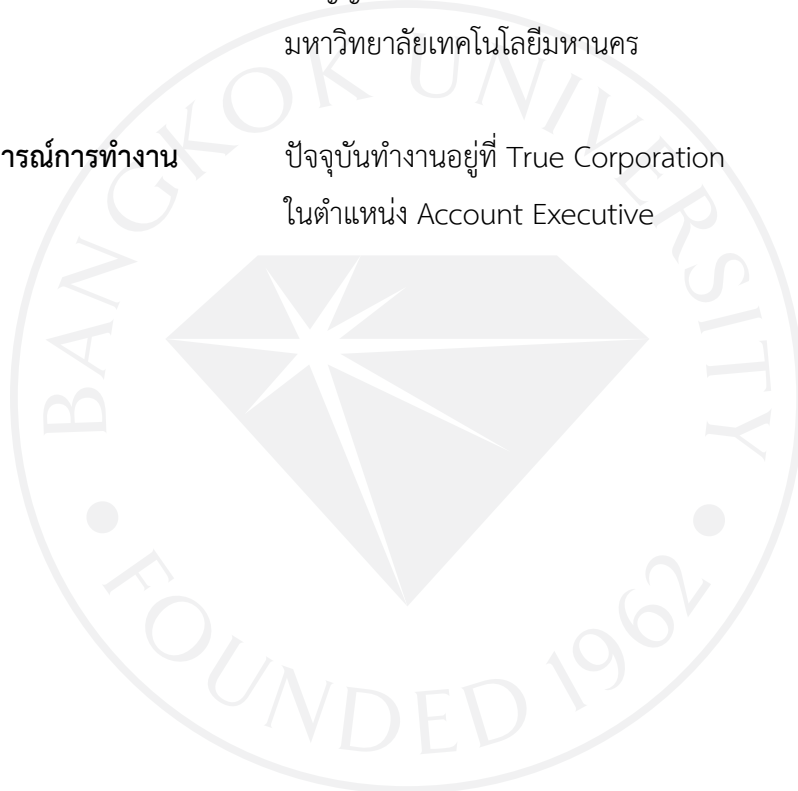 มหาวิทยาลัยเทคโนโลยีมหานคร
ารณ์การทำงาน ปัจจุบันทำงานอยู่ที่ True Corporation
ในตำแหน่ง Account Executive
BANGKOK UNIVERSITY
• FOUNDED 1962 •